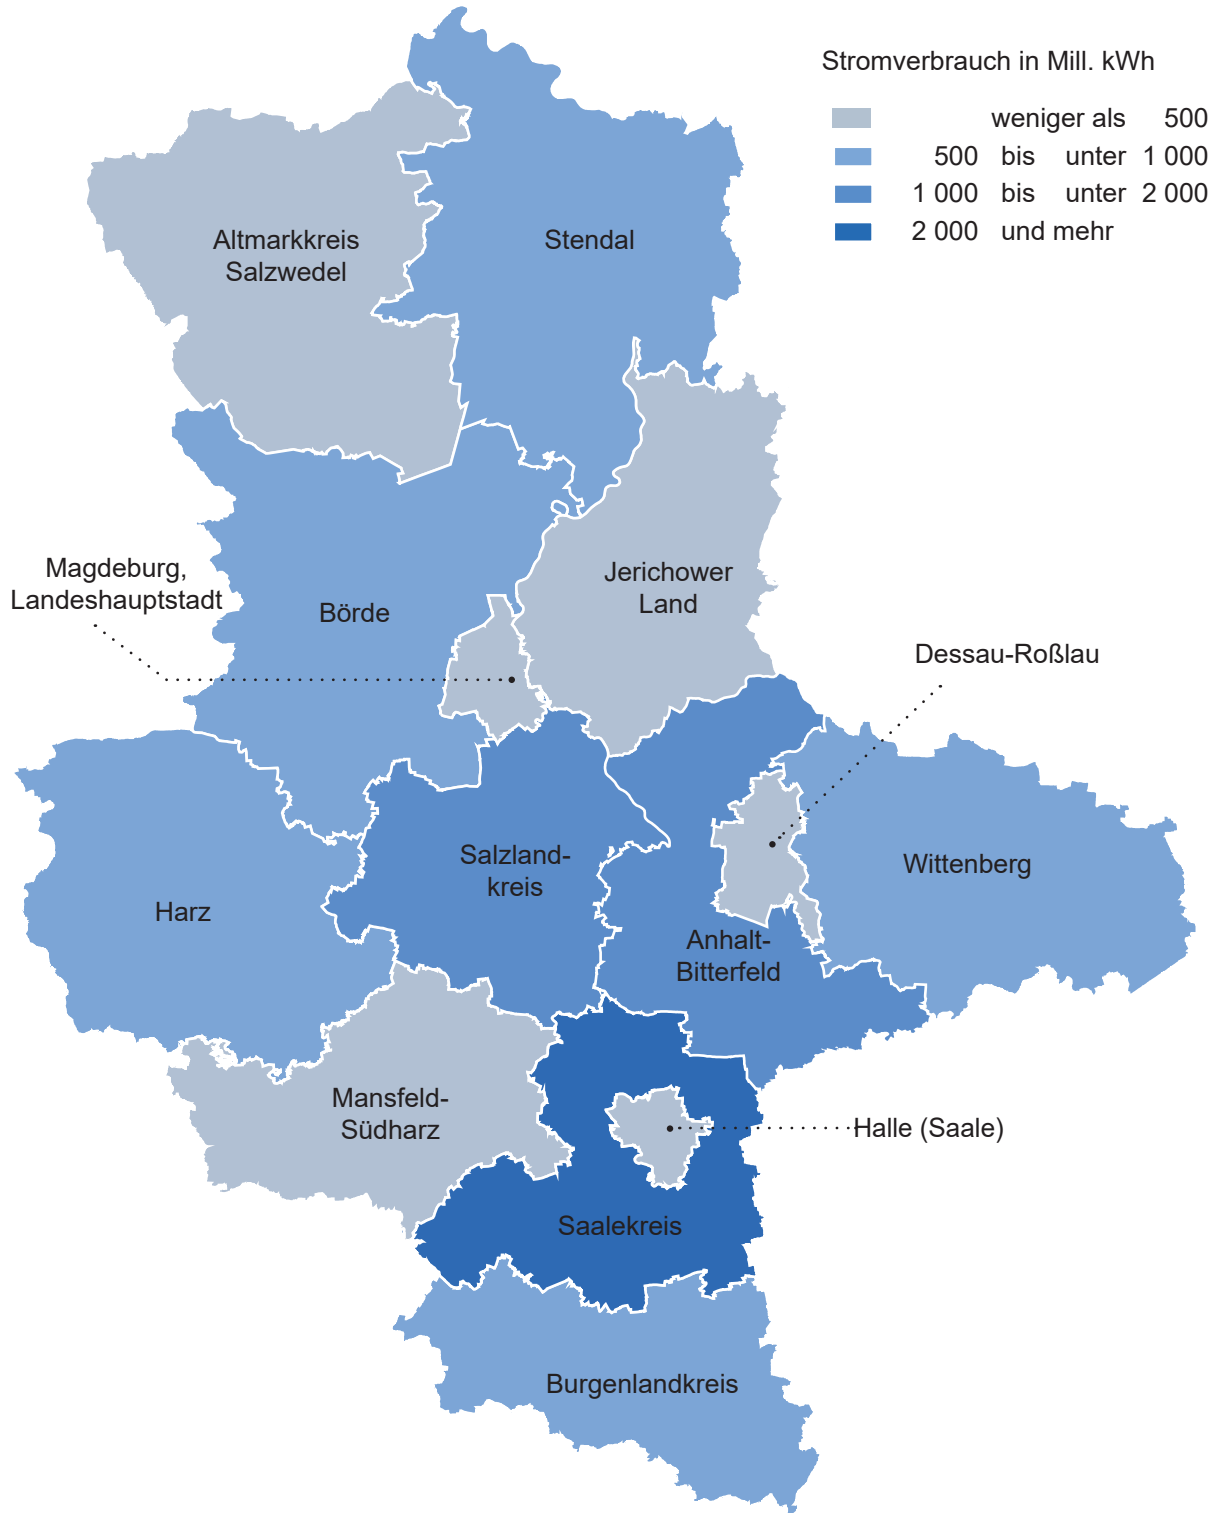 Stromverbrauch in Mill. kWh
weniger als 500
500 bis unter 1 000
1 000 bis unter 2 000
2 000 und mehr
Altmarkkreis
Salzwedel
Stendal
Magdeburg,
Landeshauptstadt
Börde
Jerichower
Land
Dessau-Roßlau
Harz
Salzland-
kreis
Wittenberg
Anhalt-
Bitterfeld
Mansfeld-
Südharz
Halle (Saale)
Saalekreis
Burgenlandkreis